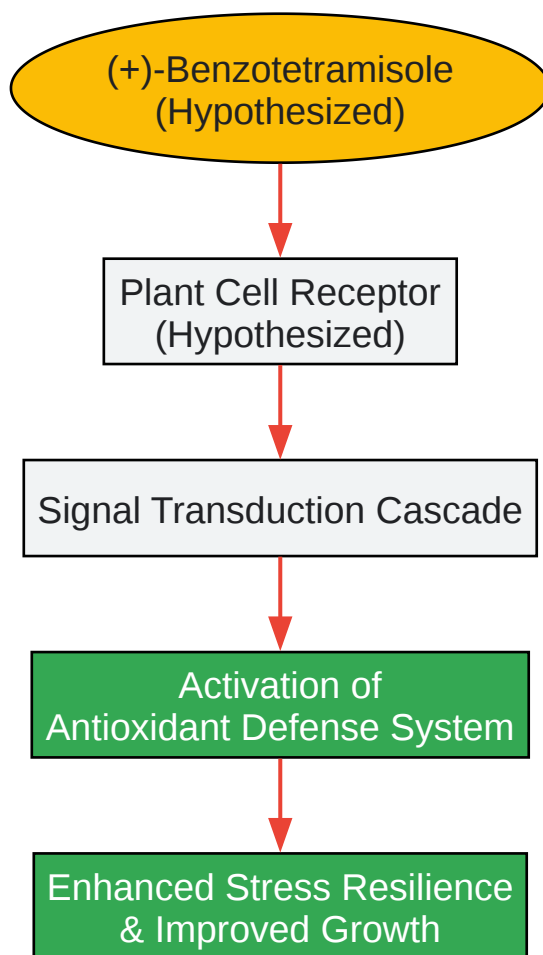 (+)-Benzotetramisole
(Hypothesized)
Plant Cell Receptor
(Hypothesized)
Signal Transduction Cascade
Activation of
Antioxidant Defense System
Enhanced Stress Resilience
& Improved Growth